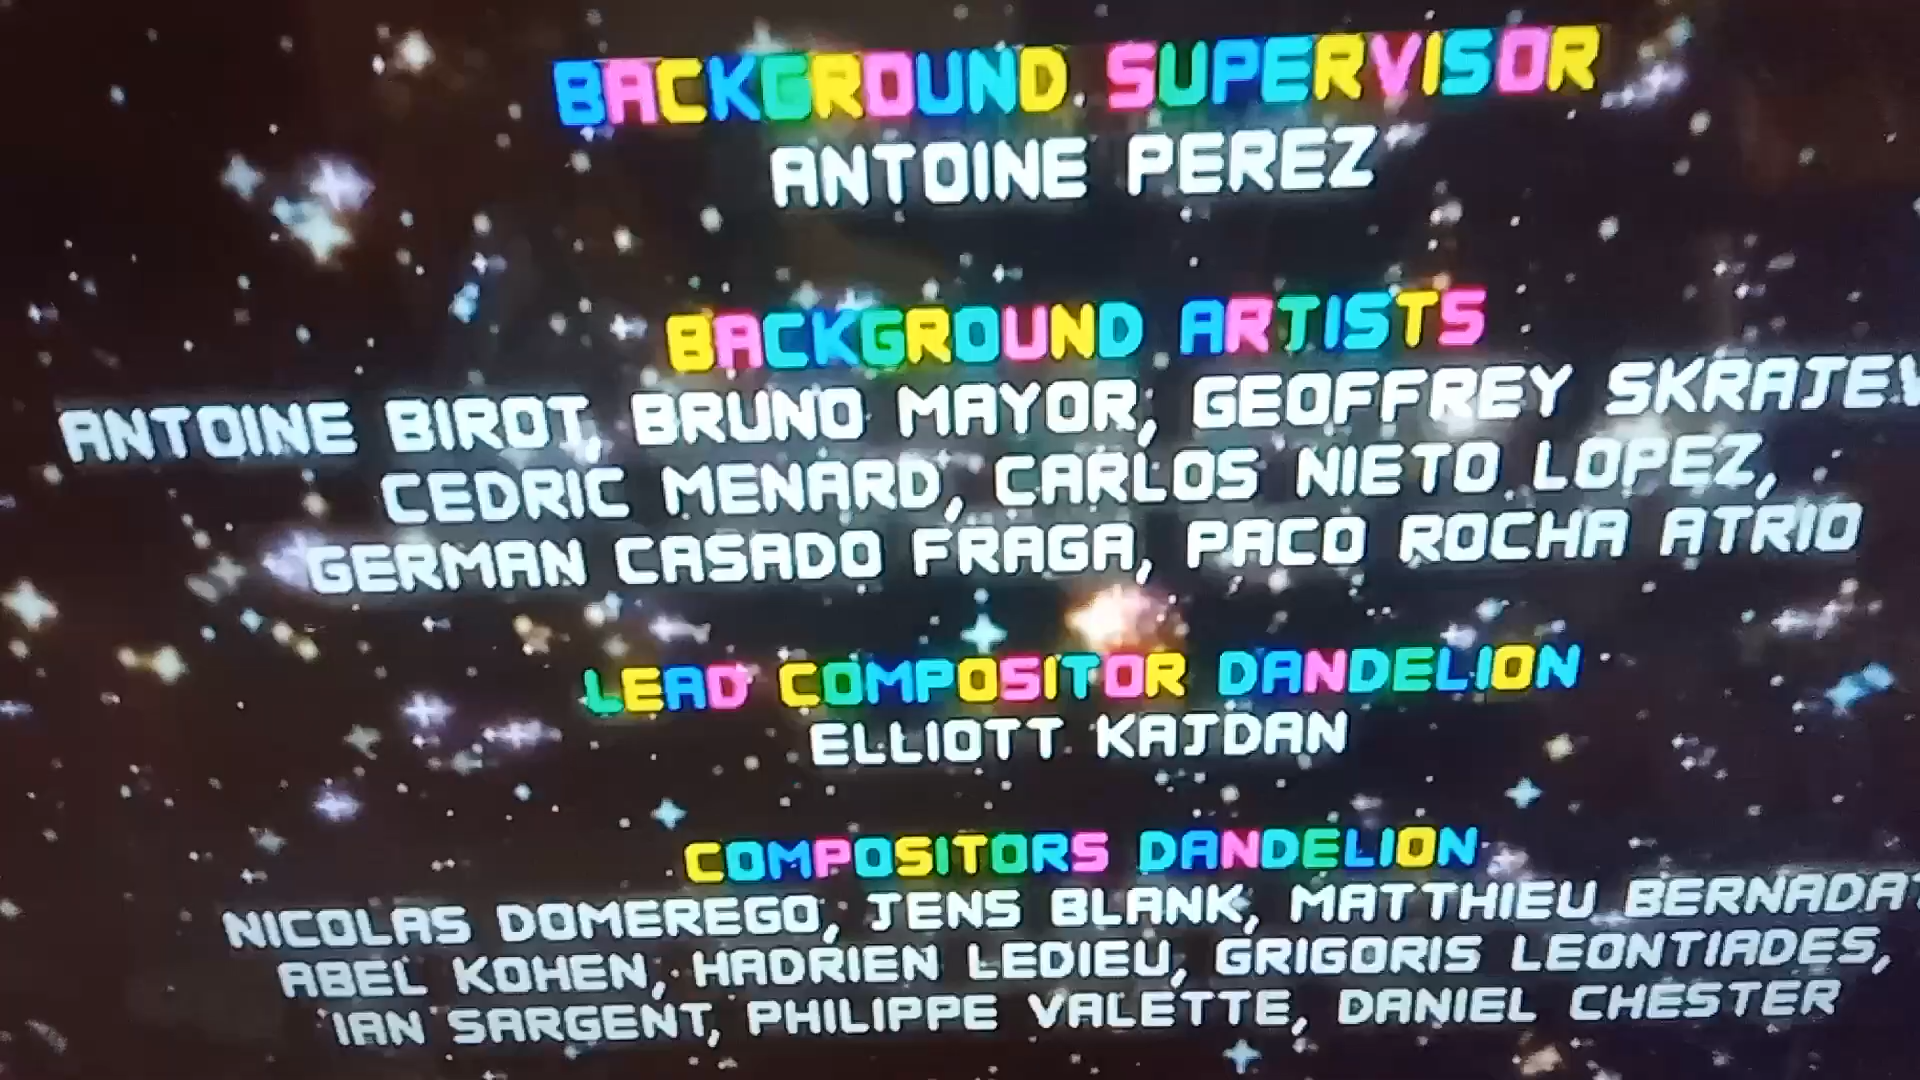 BACKGROUND SUPERVISOR
ANTOINE PEREZ
BACKGROUND ARTISTS
ANTOINE BIROT, BRUNO MAYOR, GEOFFREY
CEDRIC MENARD, CARLOS NIETO LOPEZ,
GERMAN CASADO FRAGA, PACO ROCHA ATRIO
LEAD COMPOSITOR DANDELION
ELLIOTT KAJDAN
COMPOSITORS DANDELION
NICOLAS DOMEREGO, JENS BLANK, MATTHIEU
ABEL KOHEN, HADRIEN LEDIEU, GRIGORIS LEONTIADES,
IAN SARGENT, PHILIPPE VALETTE, DANIEL CHESTER